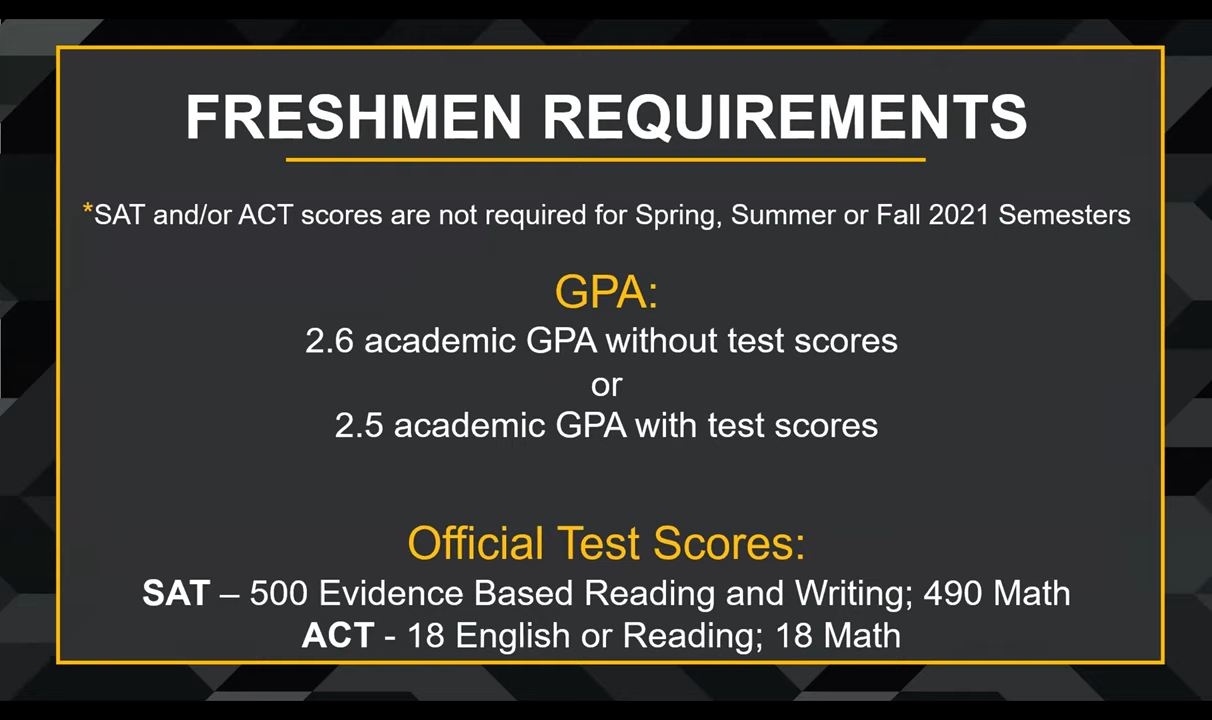 FRESHMEN REQUIREMENTS
*SAT and/or ACT scores are not required for Spring, Summer or Fall 2021 Semesters
GPA:
2.6 academic GPA without test scores
or
2.5 academic GPA with test scores
Official Test Scores:
SAT – 500 Evidence Based Reading and Writing; 490 Math
ACT - 18 English or Reading; 18 Math